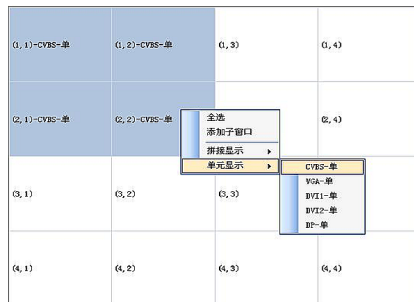 (1, 1)-CVBS-单 (1, 2)-CVBS-单 (1, 3) (1, 4)
(2, 1)-CVBS-单 (2, 2)-CVBS-单 (2, 4)
全选
添加子窗口
拼接显示
单元显示
CVBS-单
VGA-单
DVI1-单
DVI2-单
DP-单
(3, 1) (3, 2) (3, 3)
(4, 1) (4, 2) (4, 3) (4, 4)